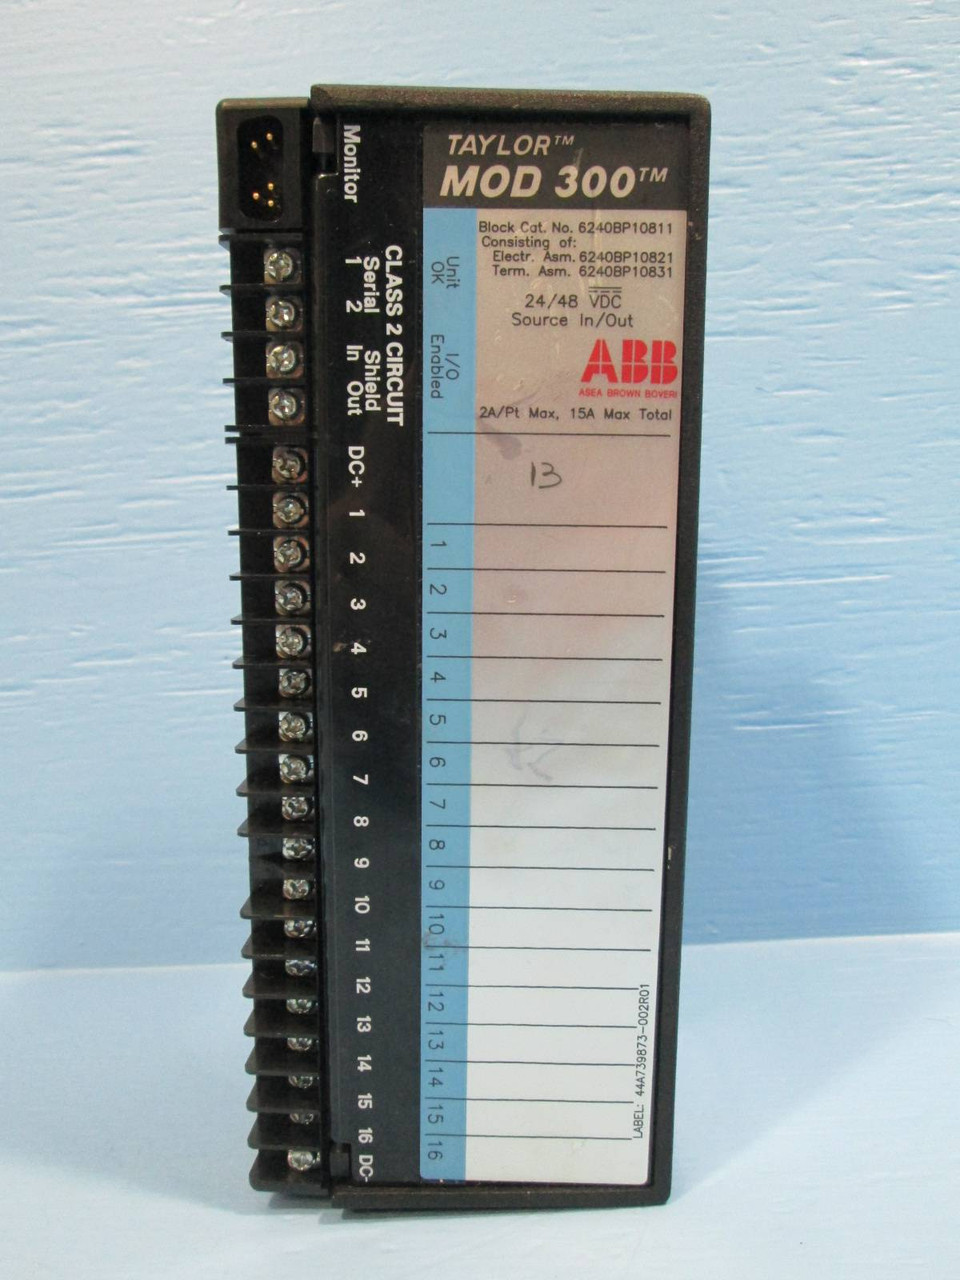 Monitor
CLASS 2 CIRCUIT
Serial Shield
1 2 In Out
DC+
1
2
3
4
5
6
7
8
9
10
11
12
13
14
15
16
DC-
TAYLOR™
MOD 300™
Block Cat. No. 6240BP10811
Consisting of:
Electr. Asm. 6240BP10821
Term. Asm. 6240BP10831
24/48 VDC
Source In/Out
ABB
ASEA BROWN BOVERI
2A/Pt Max, 15A Max Total
Unit
OK
I/O
Enabled
13
1
2
3
4
5
6
7
8
9
10
11
12
13
14
15
16
LABEL: 44A739873-002R01